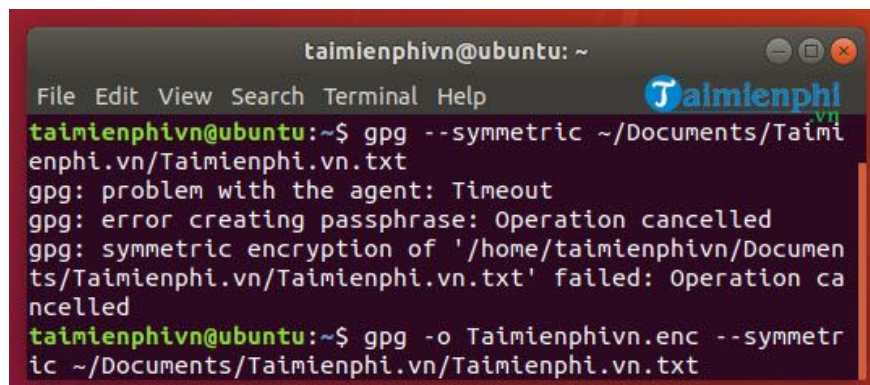 taimienphivn@ubuntu: ~
File Edit View Search Terminal Help
Taimienphi
.vn
taimienphivn@ubuntu:~$ gpg --symmetric ~/Documents/Taimi
enphi.vn/Taimienphi.vn.txt
gpg: problem with the agent: Timeout
gpg: error creating passphrase: Operation cancelled
gpg: symmetric encryption of '/home/taimienphivn/Documen
ts/Taimienphi.vn/Taimienphi.vn.txt' failed: Operation ca
ncelled
taimienphivn@ubuntu:~$ gpg -o Taimienphivn.enc --symmetr
ic ~/Documents/Taimienphi.vn/Taimienphi.vn.txt